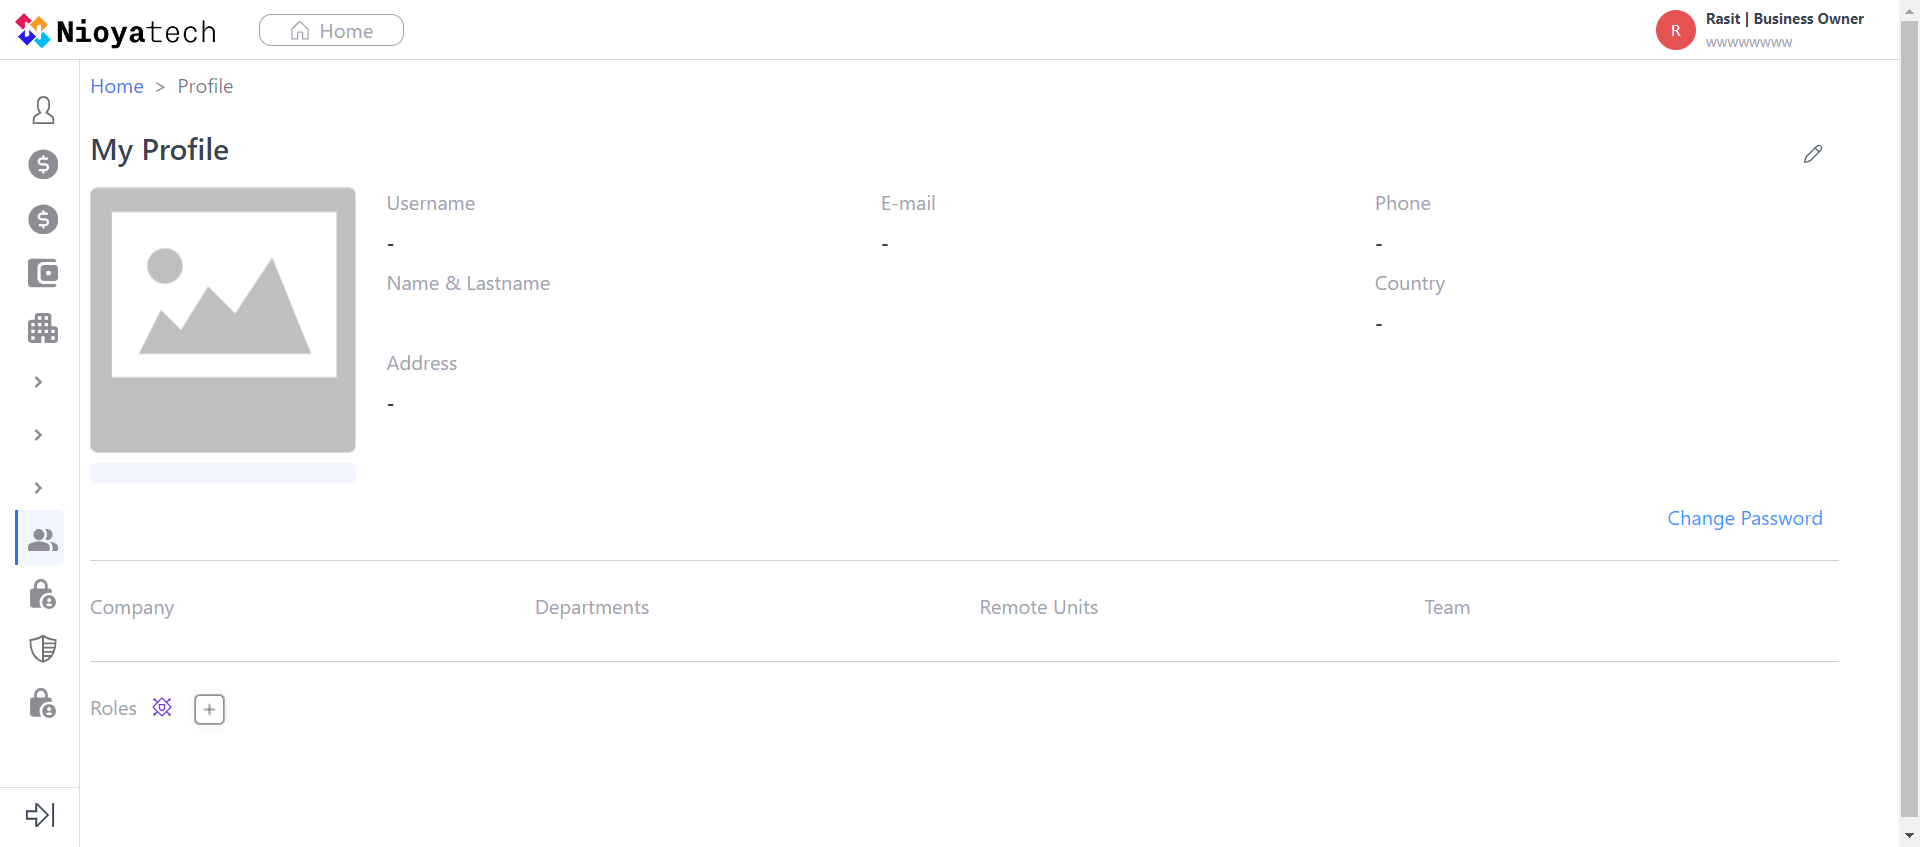 Nioyatech
Home
R
Rasit | Business Owner
wwwwwwww
Home > Profile
My Profile
Username
E-mail
Phone
-
-
-
Name & Lastname
Country
-
Address
-
Change Password
Company
Departments
Remote Units
Team
Roles